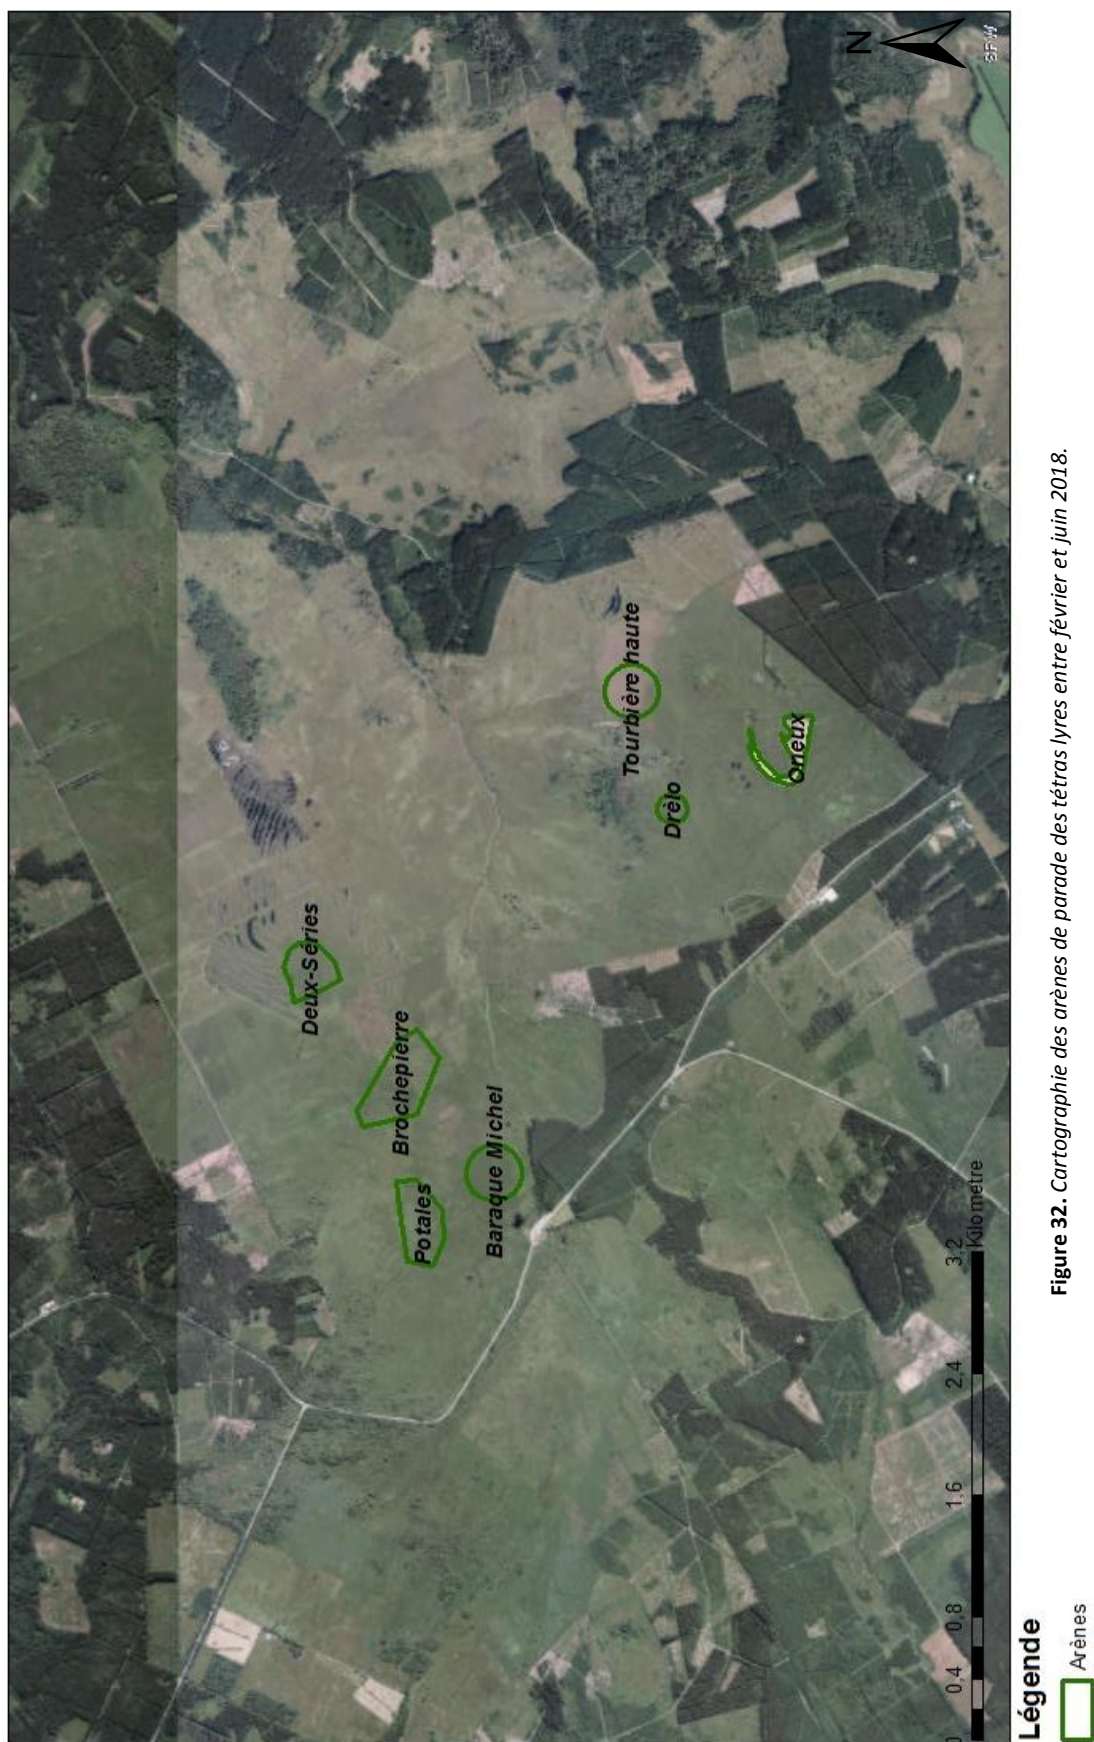 N
SPW
Deux-Séries
Brochepierre
Potales
Baraque Michel
Tourbière haute
Drèlo
Oneux
0 0,4 0,8 1,6 2,4 3,2
Kilomètre
Légende
Arènes
Figure 32. Cartographie des arènes de parade des tétras lyres entre février et juin 2018.